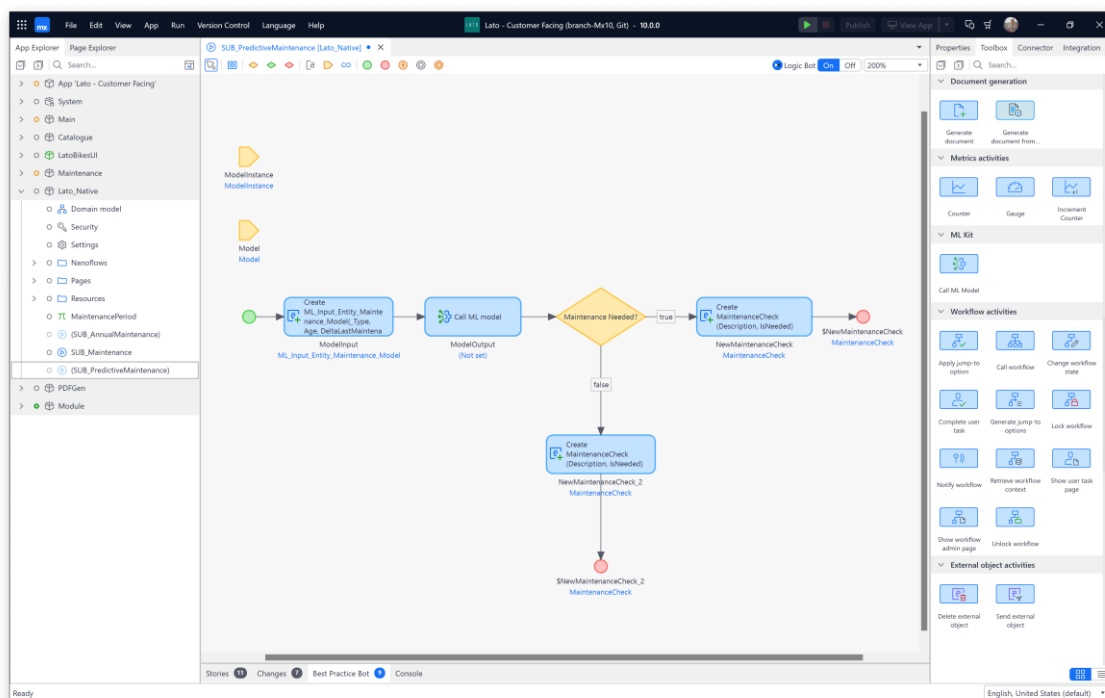 mx File Edit View App Run Version Control Language Help
LATO Lato - Customer Facing (branch-Mx10, Git) - 10.0.0
Publish View App
App Explorer Page Explorer
Search...
App 'Lato - Customer Facing'
System
Main
Catalogue
LatoBikesUI
Maintenance
Lato_Native
Domain model
Security
Settings
Nanoflows
Pages
Resources
MaintenancePeriod
(SUB_AnnualMaintenance)
SUB_Maintenance
(SUB_PredictiveMaintenance)
PDFGen
Module
SUB_PredictiveMaintenance [Lato_Native]
Logic Bot On Off 200%
ModelInstance
ModelInstance
Model
Model
Create
ML_Input_Entity_Mainte
nance_Model(_Type,
Age, DeltaLastMaintena
ModelInput
ML_Input_Entity_Maintenance_Model
Call ML model
ModelOutput
(Not set)
Maintenance Needed?
true
Create
MaintenanceCheck
(Description, IsNeeded)
NewMaintenanceCheck
MaintenanceCheck
$NewMaintenanceCheck
MaintenanceCheck
false
Create
MaintenanceCheck
(Description, IsNeeded)
NewMaintenanceCheck_2
MaintenanceCheck
$NewMaintenanceCheck_2
MaintenanceCheck
Properties Toolbox Connector Integration
Search...
Document generation
Generate
document
Generate
document from...
Metrics activities
Counter
Gauge
Increment
Counter
ML Kit
Call ML Model
Workflow activities
Apply jump-to
option
Call workflow
Change workflow
state
Complete user
task
Generate jump-to
options
Lock workflow
Notify workflow
Retrieve workflow
context
Show user task
page
Show workflow
admin page
Unlock workflow
External object activities
Delete external
object
Send external
object
Stories 11 Changes 7 Best Practice Bot 9 Console
Ready
English, United States (default)